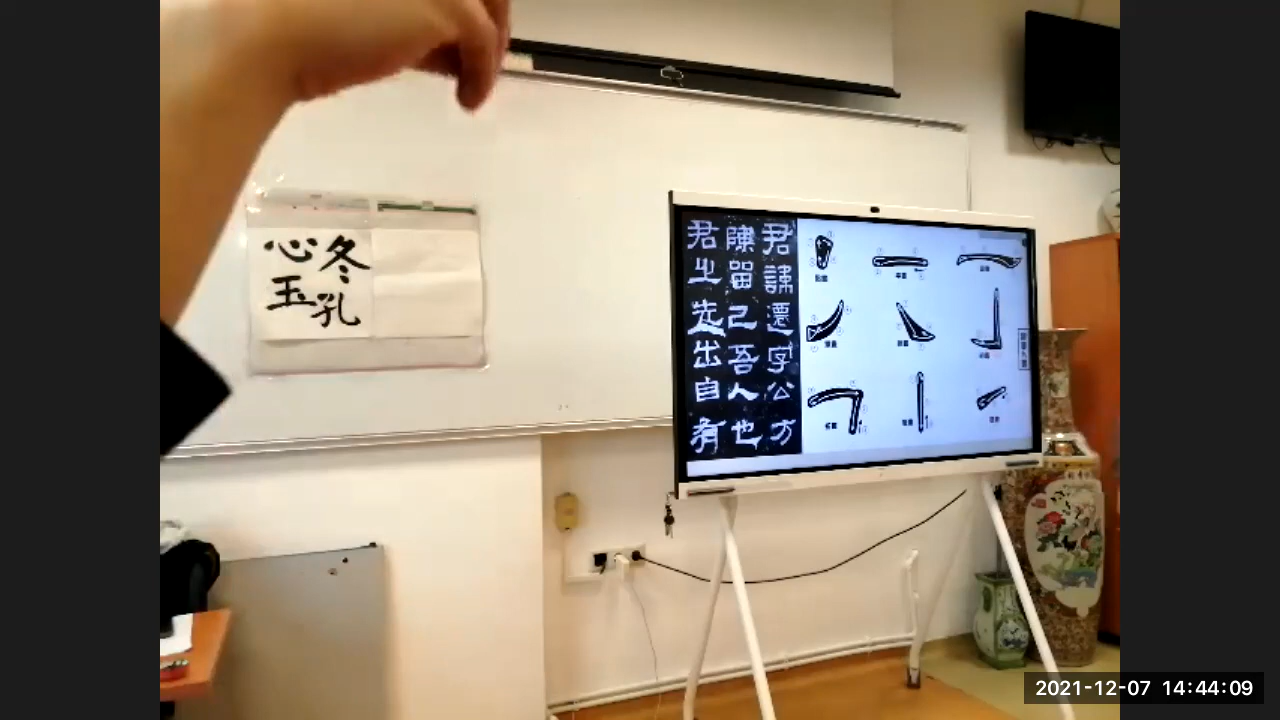 冬孔
心玉
君諱遷字公方
陳留己吾人也
君之先出自有
2021-12-07 14:44:09